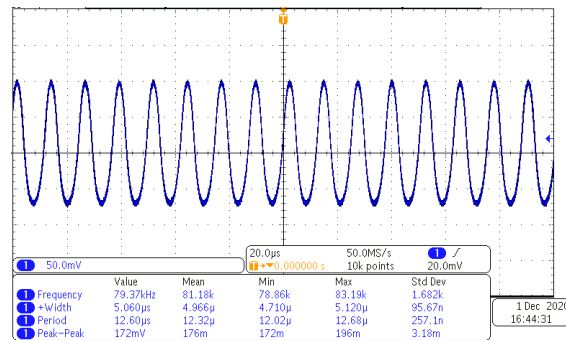 T
1 50.0mV
20.0µs 50.0MS/s 1
T→▼0.000000 s 10k points 20.0mV
Value Mean Min Max Std Dev
1 Frequency 79.37kHz 81.18k 78.86k 83.19k 1.682k
1 +Width 5.060µs 4.966µ 4.710µ 5.120µ 95.67n
1 Period 12.60µs 12.32µ 12.02µ 12.68µ 257.1n
1 Peak-Peak 172mV 176m 172m 196m 3.18m
1 Dec 2020
16:44:31
1